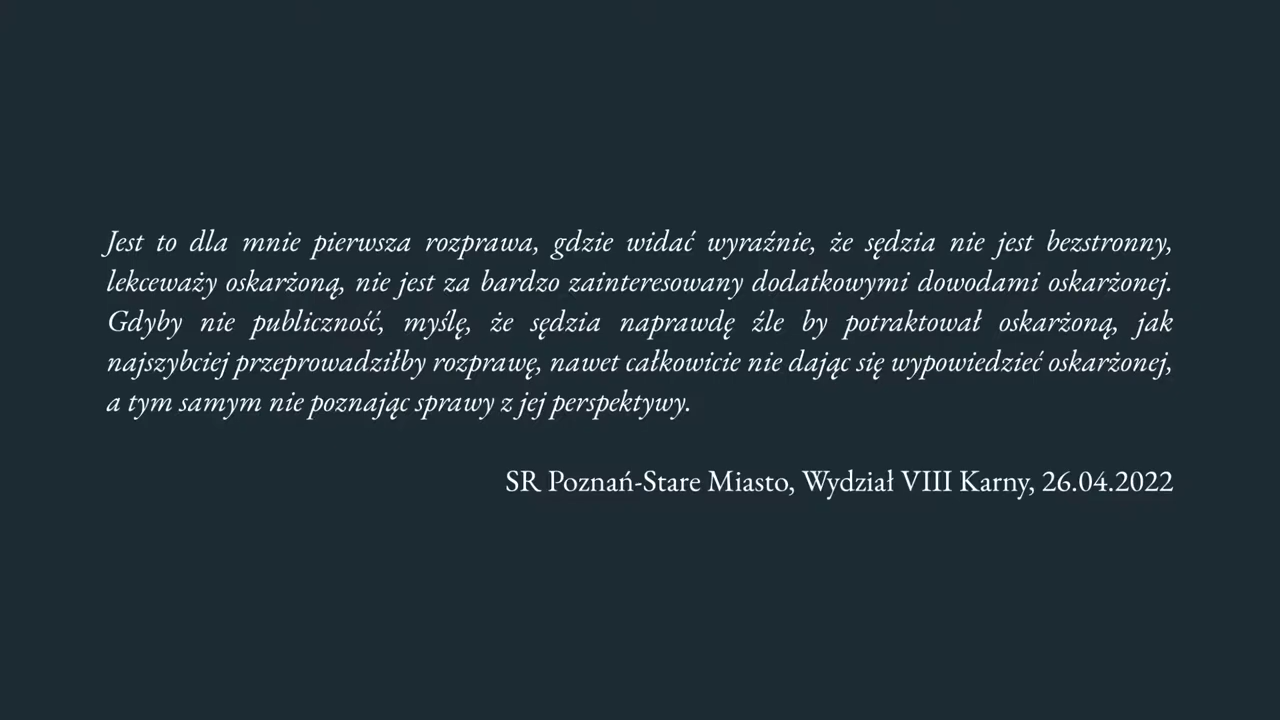 Jest to dla mnie pierwsza rozprawa, gdzie widać wyraźnie, że sędzia nie jest bezstronny,
lekceważy oskarżoną, nie jest za bardzo zainteresowany dodatkowymi dowodami oskarżonej.
Gdyby nie publiczność, myślę, że sędzia naprawdę źle by potraktował oskarżoną, jak
najszybciej przeprowadziłby rozprawę, nawet całkowicie nie dając się wypowiedzieć oskarżonej,
a tym samym nie poznając sprawy z jej perspektywy.
SR Poznań-Stare Miasto, Wydział VIII Karny, 26.04.2022